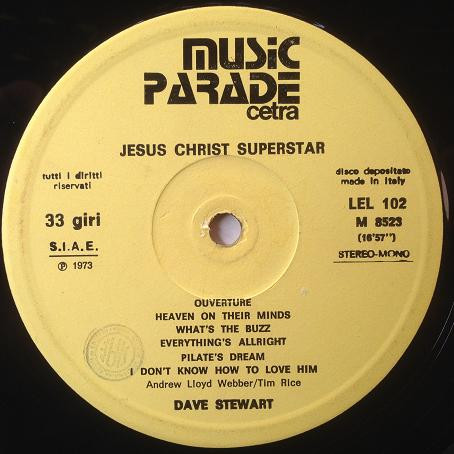 MUSIC
PARADE
cetra
JESUS CHRIST SUPERSTAR
tutti i diritti
riservati
disco depositato
made in Italy
33 giri
LEL 102
M 8523
S.I.A.E.
(16'57")
℗ 1973
STEREO-MONO
OUVERTURE
HEAVEN ON THEIR MINDS
WHAT'S THE BUZZ
EVERYTHING'S ALLRIGHT
PILATE'S DREAM
I DON'T KNOW HOW TO LOVE HIM
Andrew Lloyd Webber/Tim Rice
DAVE STEWART